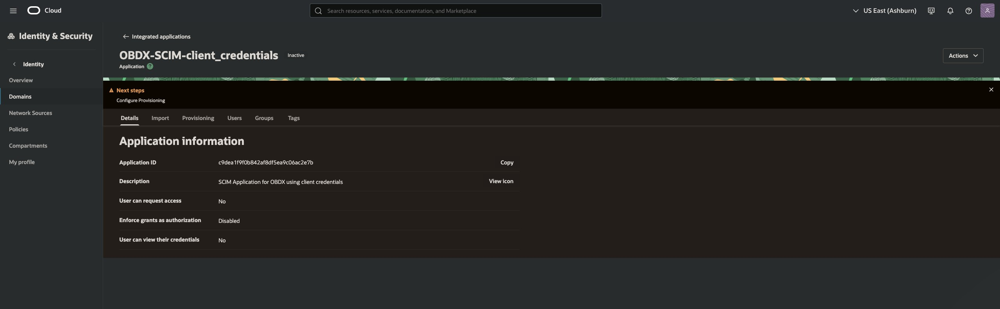 Cloud
Search resources, services, documentation, and Marketplace
US East (Ashburn)
Identity & Security
Identity
Overview
Domains
Network Sources
Policies
Compartments
My profile
Integrated applications
OBDX-SCIM-client_credentials
Inactive
Application
Actions
Next steps
Configure Provisioning
Details
Import
Provisioning
Users
Groups
Tags
Application information
Application ID
c9dea1f9f0b842af8df5ea9c06ac2e7b
Copy
Description
SCIM Application for OBDX using client credentials
View icon
User can request access
No
Enforce grants as authorization
Disabled
User can view their credentials
No